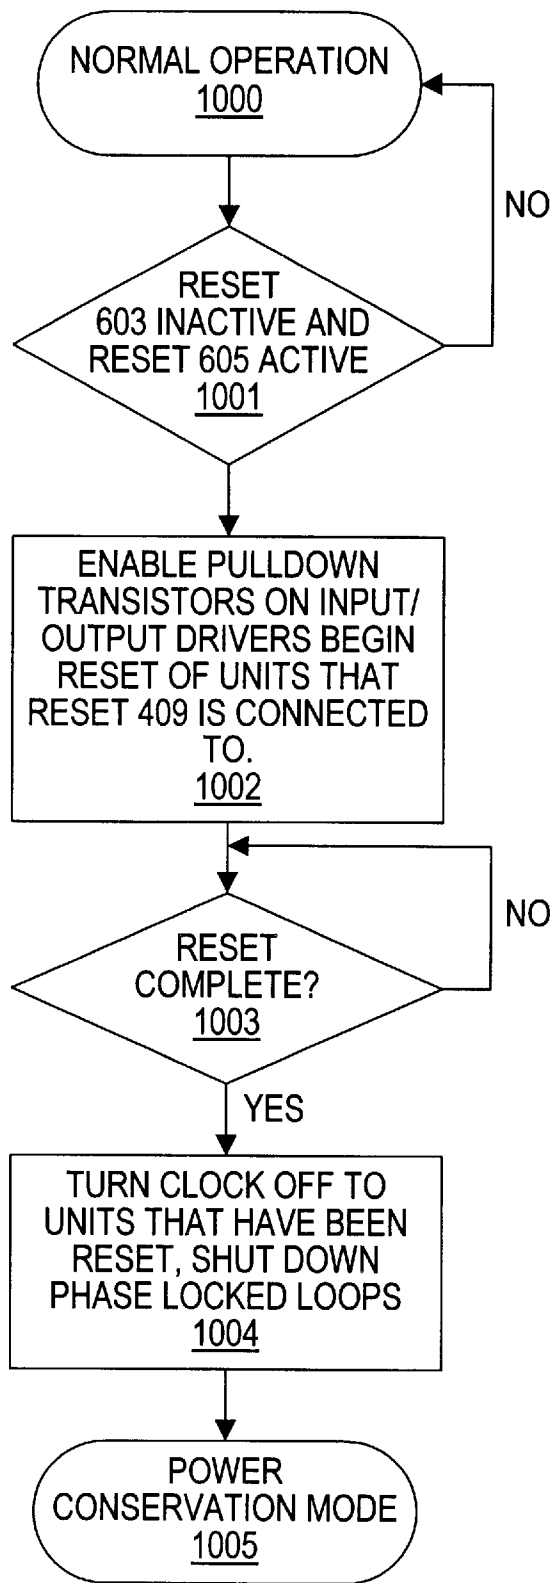 NORMAL OPERATION
1000
NO
RESET
603 INACTIVE AND
RESET 605 ACTIVE
1001
ENABLE PULLDOWN
TRANSISTORS ON INPUT/
OUTPUT DRIVERS BEGIN
RESET OF UNITS THAT
RESET 409 IS CONNECTED
TO.
1002
NO
RESET
COMPLETE?
1003
YES
TURN CLOCK OFF TO
UNITS THAT HAVE BEEN
RESET, SHUT DOWN
PHASE LOCKED LOOPS
1004
POWER
CONSERVATION MODE
1005